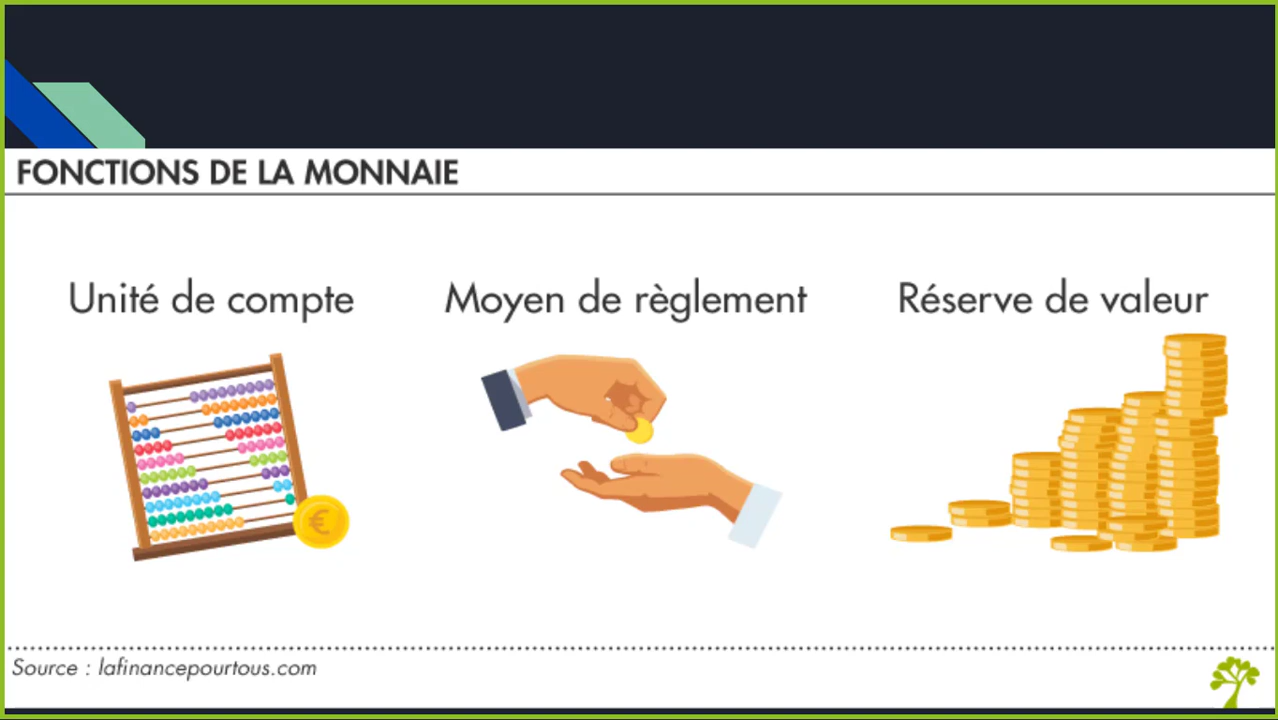 FONCTIONS DE LA MONNAIE
Unité de compte
Moyen de règlement
Réserve de valeur
€
Source : lafinancepourtous.com